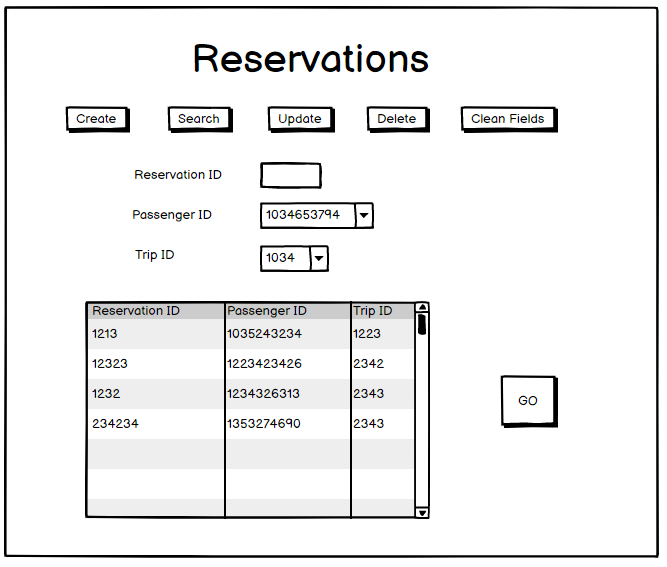 Reservations
Create Search Update Delete Clean Fields
Reservation ID
Passenger ID 1034653794
Trip ID 1034
Reservation ID Passenger ID Trip ID
1213 1035243234 1223
12323 1223423426 2342
1232 1234326313 2343
234234 1353274690 2343
GO